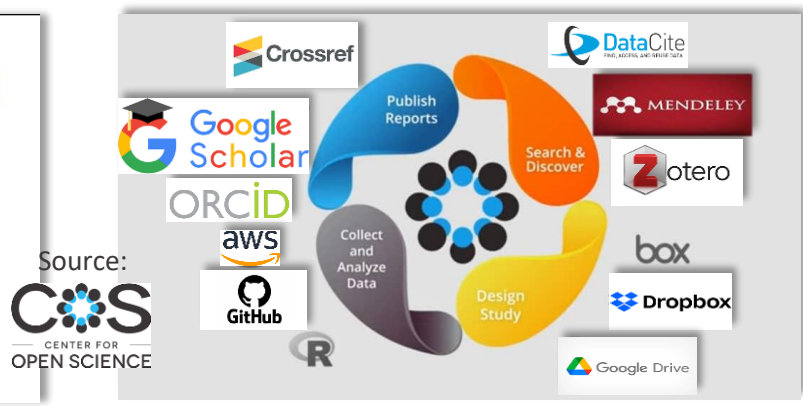 Crossref
DataCite
FIND, ACCESS, AND REUSE DATA
Publish
Reports
MENDELEY
Google
Scholar
Search &
Discover
Zotero
ORCID
aws
Collect
and
Analyze
Data
box
Source:
COS
CENTER FOR
OPEN SCIENCE
GitHub
Design
Study
Dropbox
R
Google Drive